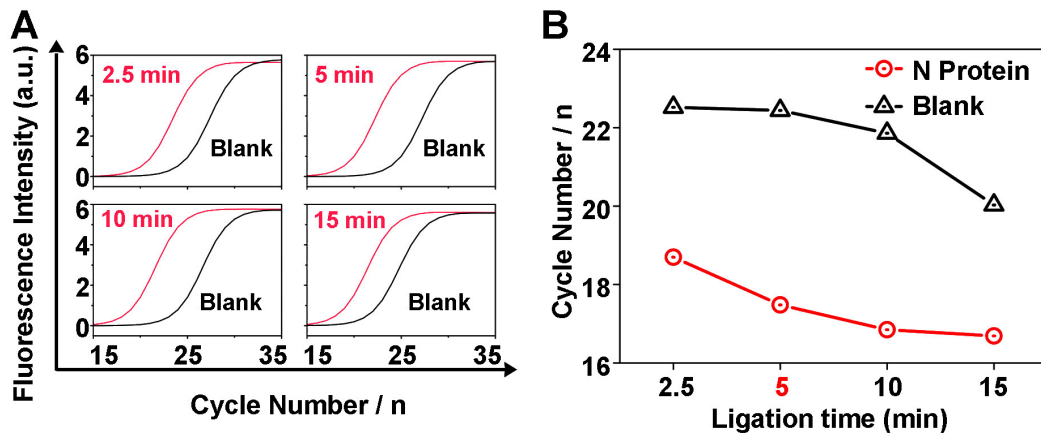 A
Fluorescence Intensity (a.u.)
6
4
2
0
2.5 min
Blank
5 min
Blank
6
4
2
0
10 min
Blank
15 min
Blank
15 25 35 15 25 35
Cycle Number / n
B
Cycle Number / n
24
22
20
18
16
N Protein
Blank
2.5 5 10 15
Ligation time (min)